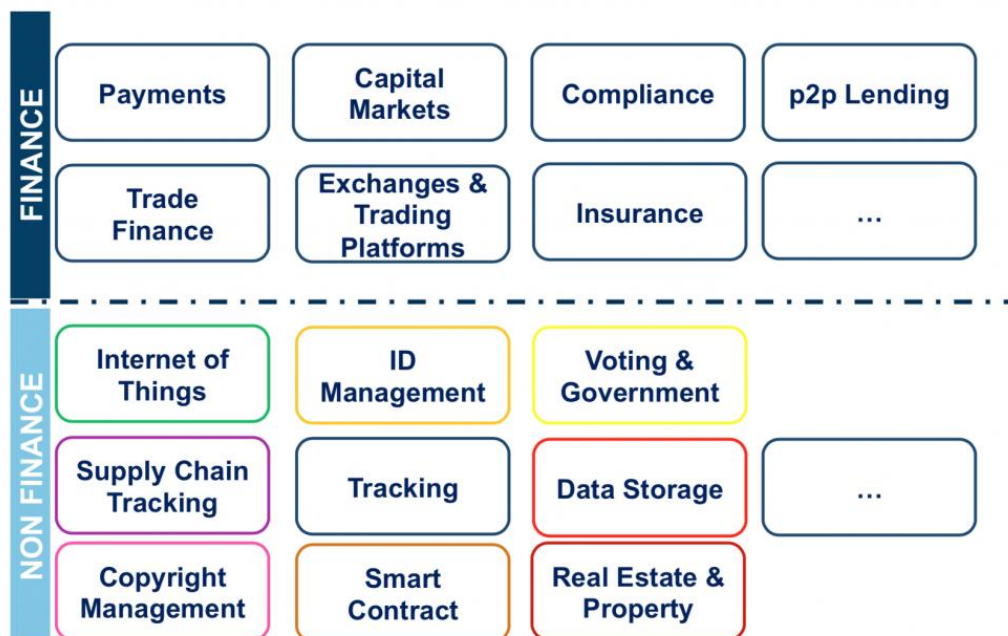 FINANCE
Payments
Capital
Markets
Compliance
p2p Lending
Trade
Finance
Exchanges &
Trading
Platforms
Insurance
...
NON FINANCE
Internet of
Things
ID
Management
Voting &
Government
Supply Chain
Tracking
Tracking
Data Storage
...
Copyright
Management
Smart
Contract
Real Estate &
Property